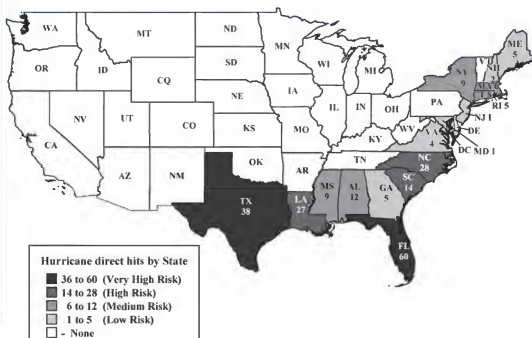 WA
MT
ND
MN
ME
5
OR
ID
SD
WI
MI
NY
9
NH
2
CQ
NE
IA
PA
RI 5
NV
UT
CO
KS
MO
IL
IN
OH
WV
VA
4
NJ 1
DE
MD 1
DC
KY
CA
AZ
NM
OK
AR
TN
NC
28
SC
14
TX
38
LA
27
MS
9
AL
12
GA
5
FL
60
Hurricane direct hits by State
36 to 60 (Very High Risk)
14 to 28 (High Risk)
6 to 12 (Medium Risk)
1 to 5 (Low Risk)
- None